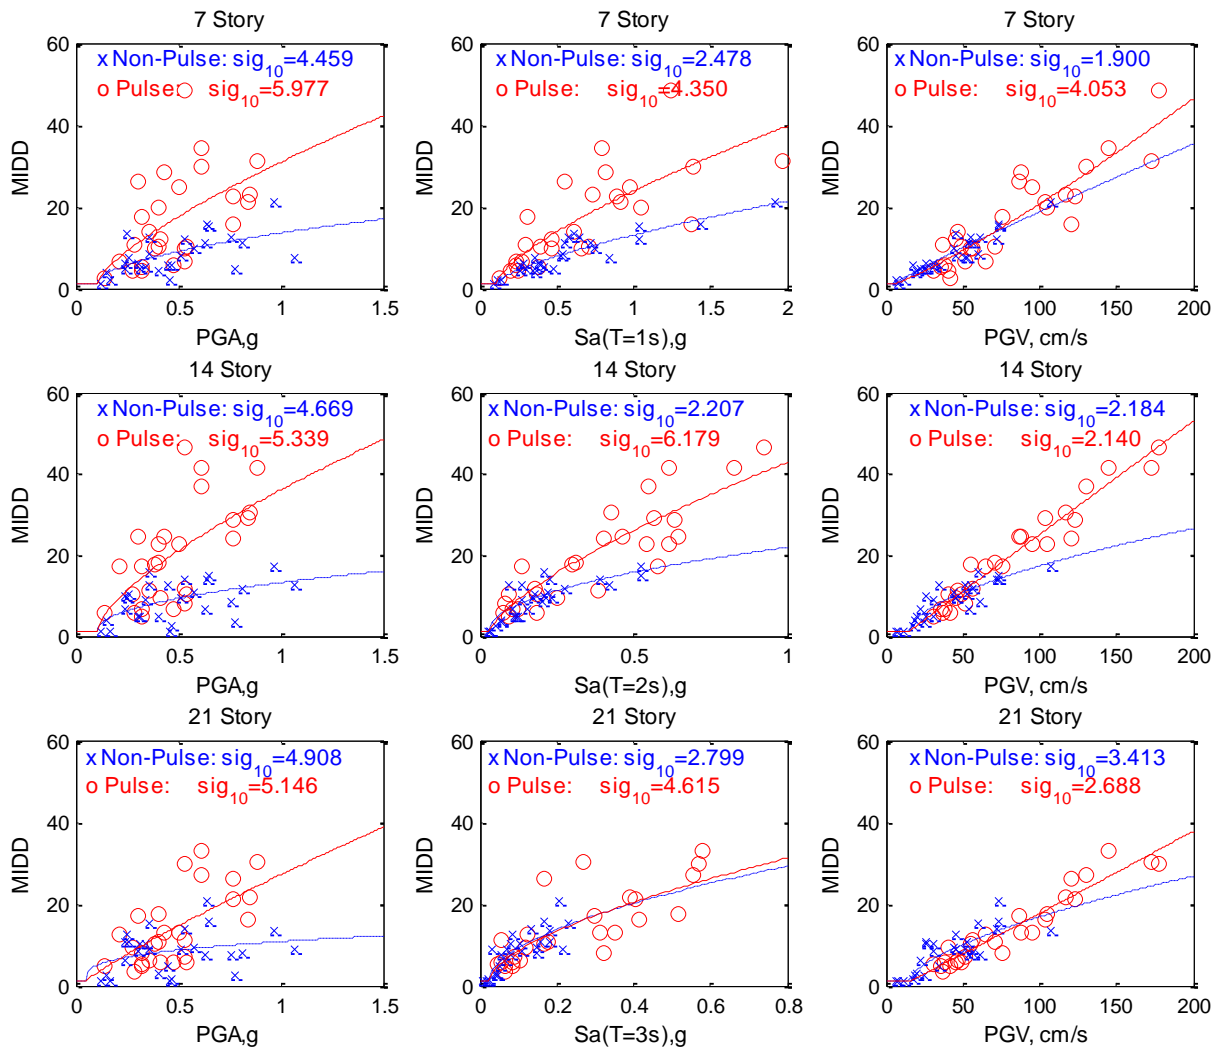 7 Story
7 Story
7 Story
60
40
20
0
MIDD
x Non-Pulse: sig10=4.459
o Pulse: sig10=5.977
0
0.5
1
1.5
PGA,g
60
40
20
0
MIDD
x Non-Pulse: sig10=2.478
o Pulse: sig10=4.350
0
0.5
1
1.5
2
Sa(T=1s),g
60
40
20
0
MIDD
x Non-Pulse: sig10=1.900
o Pulse: sig10=4.053
0
50
100
150
200
PGV, cm/s
14 Story
14 Story
14 Story
60
40
20
0
MIDD
x Non-Pulse: sig10=4.669
o Pulse: sig10=5.339
0
0.5
1
1.5
PGA,g
60
40
20
0
MIDD
x Non-Pulse: sig10=2.207
o Pulse: sig10=6.179
0
0.5
1
Sa(T=2s),g
60
40
20
0
MIDD
x Non-Pulse: sig10=2.184
o Pulse: sig10=2.140
0
50
100
150
200
PGV, cm/s
21 Story
21 Story
21 Story
60
40
20
0
MIDD
x Non-Pulse: sig10=4.908
o Pulse: sig10=5.146
0
0.5
1
1.5
PGA,g
60
40
20
0
MIDD
x Non-Pulse: sig10=2.799
o Pulse: sig10=4.615
0
0.2
0.4
0.6
0.8
Sa(T=3s),g
60
40
20
0
MIDD
x Non-Pulse: sig10=3.413
o Pulse: sig10=2.688
0
50
100
150
200
PGV, cm/s